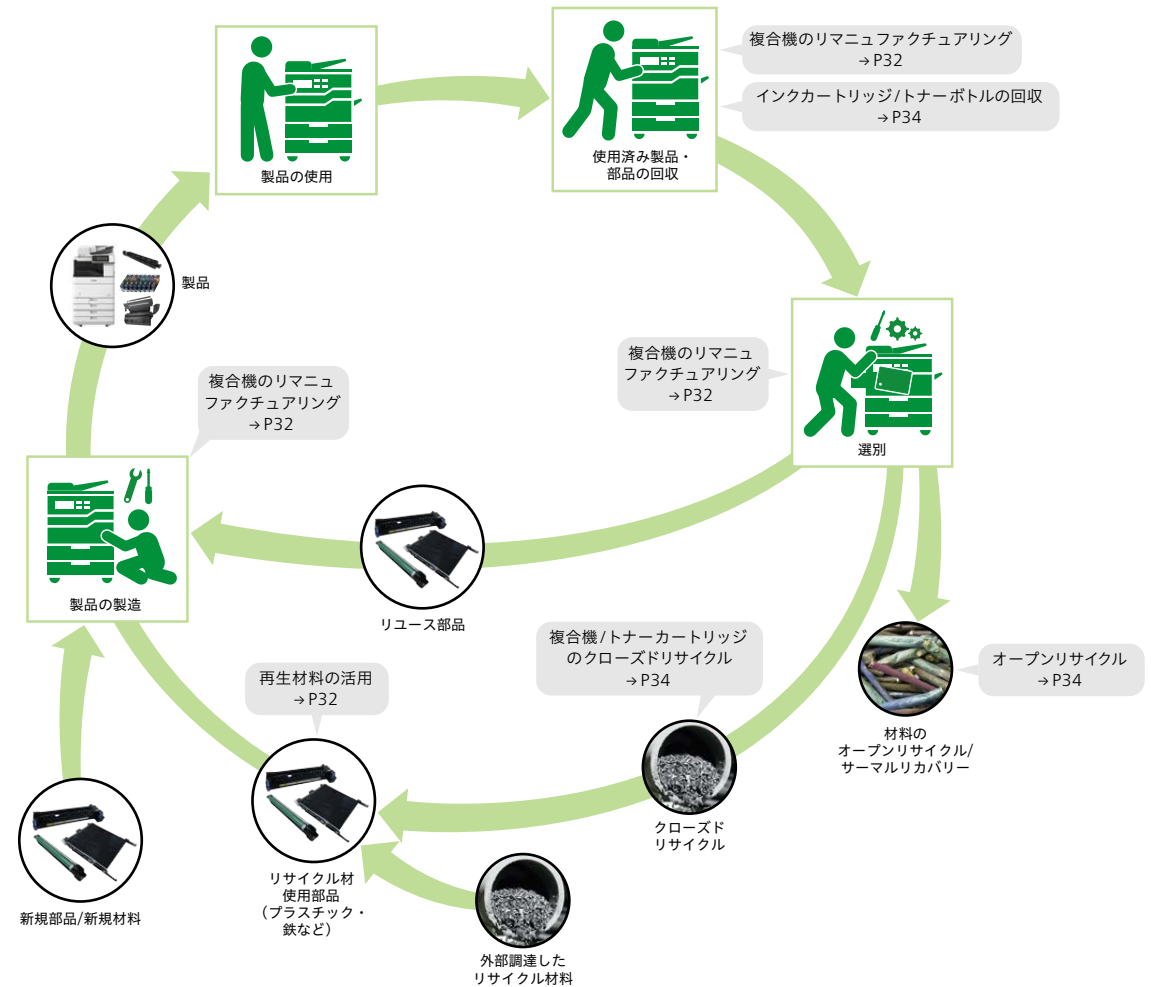 複合機のリマニュファクチュアリング
→P32
インクカートリッジ/トナーボトルの回収
→P34
製品の使用
使用済み製品・
部品の回収
製品
複合機のリマニュ
ファクチュアリング
→P32
選別
複合機のリマニュ
ファクチュアリング
→P32
製品の製造
リユース部品
複合機/トナーカートリッジ
のクローズドリサイクル
→P34
オープンリサイクル
→P34
再生材料の活用
→P32
材料の
オープンリサイクル/
サーマルリカバリー
クローズド
リサイクル
リサイクル材
使用部品
(プラスチック・
鉄など)
新規部品/新規材料
外部調達した
リサイクル材料